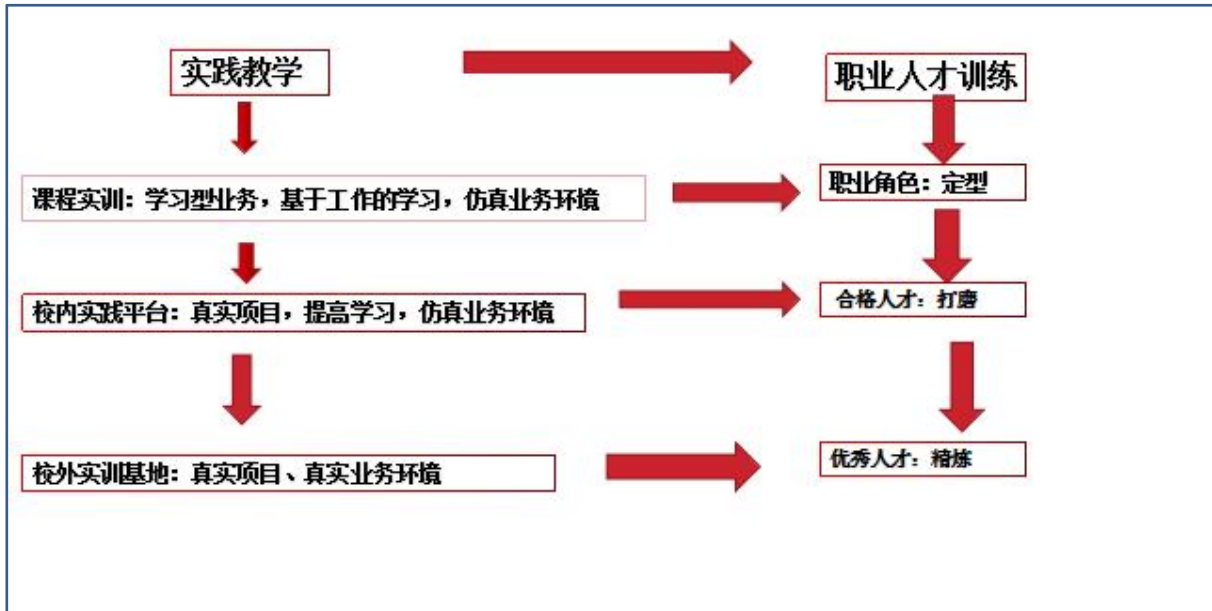 实践教学
职业人才训练
课程实训：学习型业务，基于工作的学习，仿真业务环境
职业角色：定型
校内实践平台：真实项目，提高学习，仿真业务环境
合格人才：打磨
校外实训基地：真实项目、真实业务环境
优秀人才：精炼